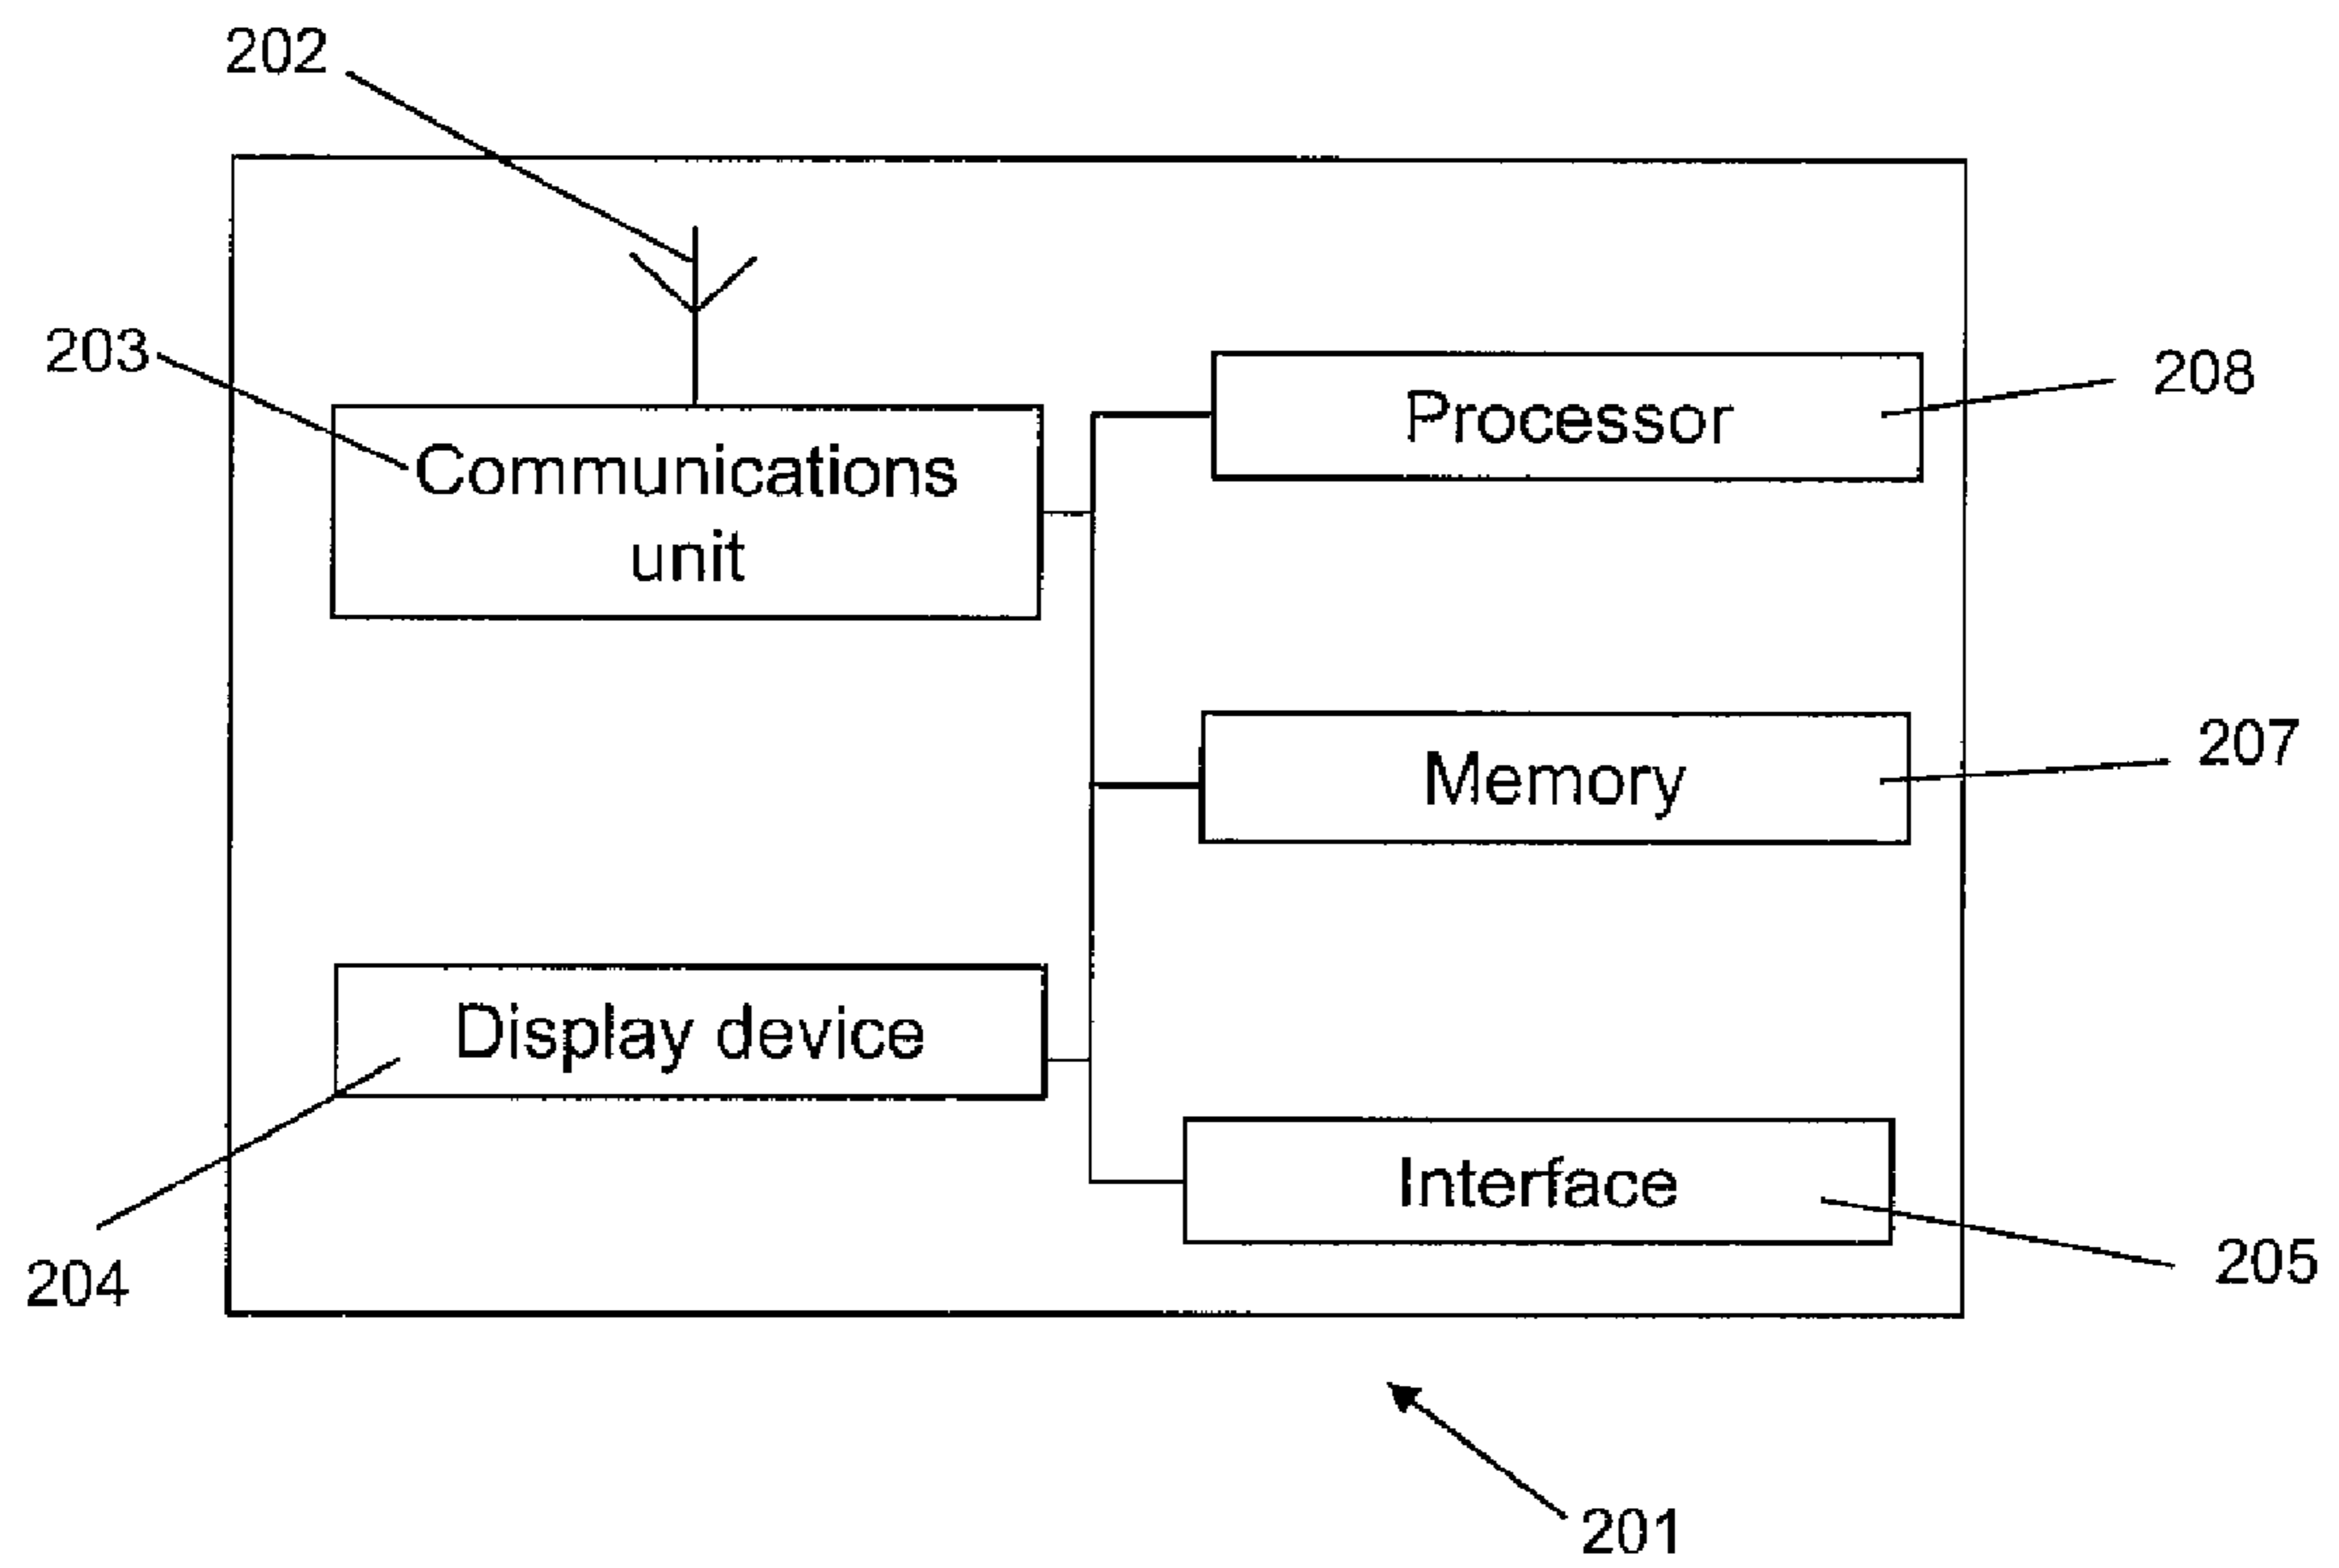 202
203
208
Processor
Communications
unit
207
Memory
Display device
Interface
204
205
201